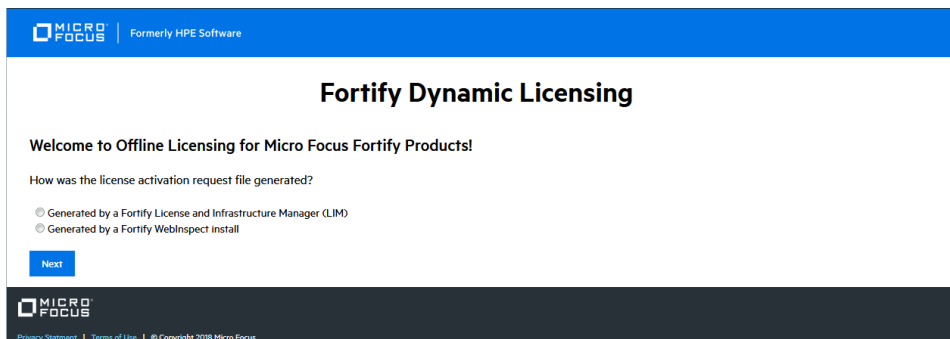 MICRO FOCUS | Formerly HPE Software
Fortify Dynamic Licensing
Welcome to Offline Licensing for Micro Focus Fortify Products!
How was the license activation request file generated?
Generated by a Fortify License and Infrastructure Manager (LIM)
Generated by a Fortify WebInspect install
Next
MICRO FOCUS
Privacy Statment | Terms of Use | © Copyright 2018 Micro Focus